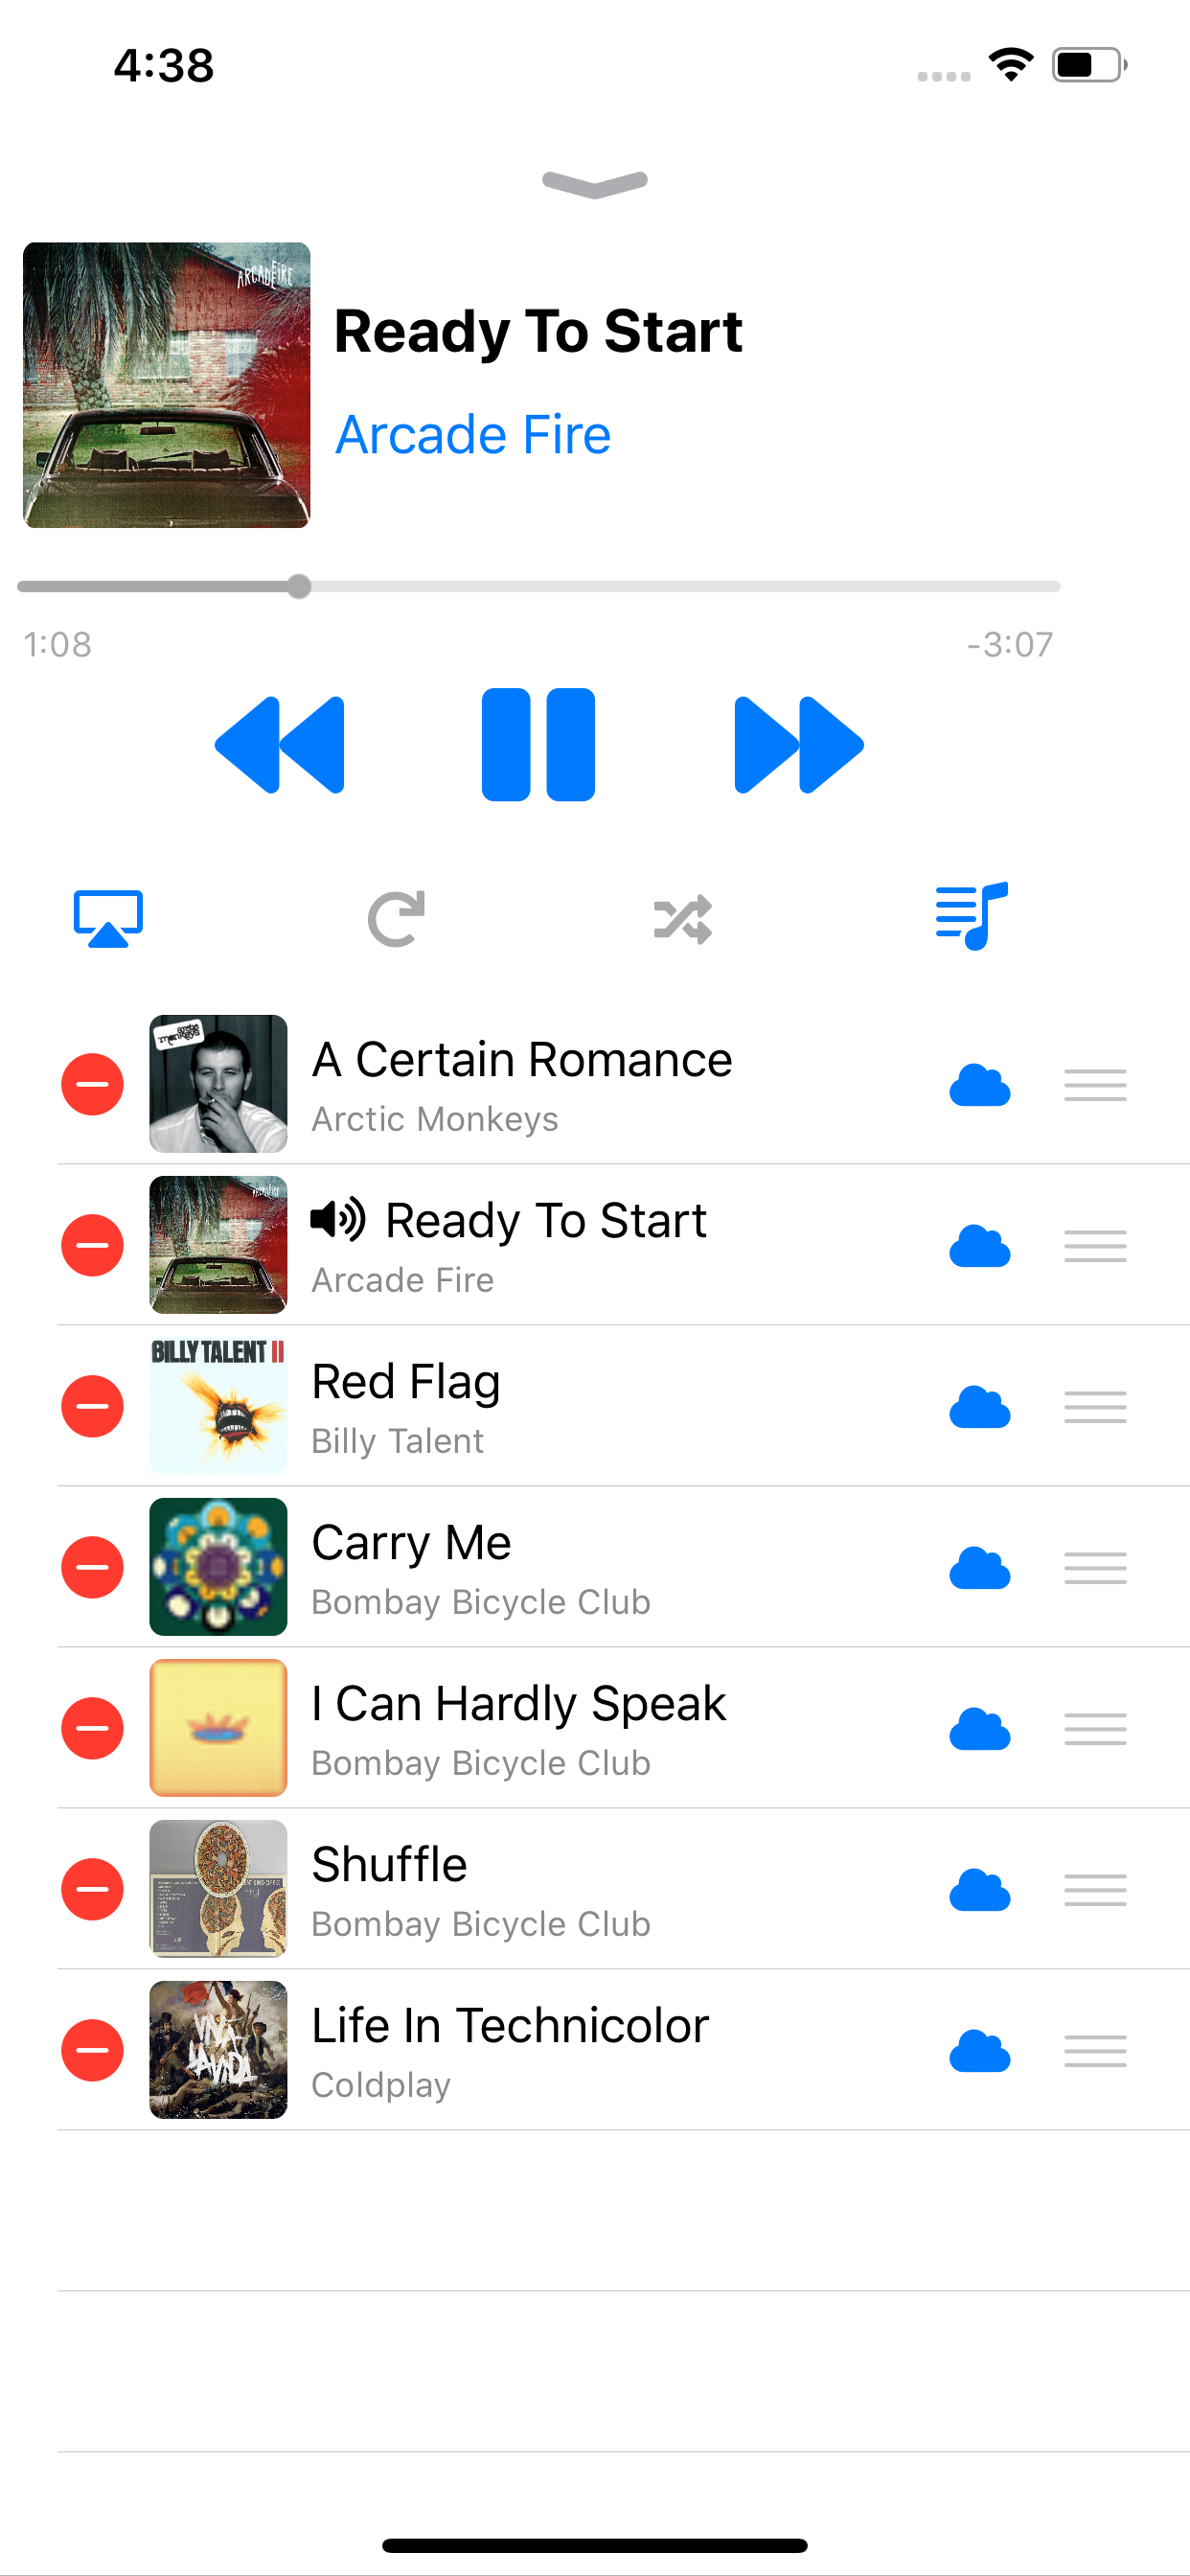 4:38
ARCADE FIRE
Ready To Start
Arcade Fire
1:08
-3:07
A Certain Romance
Arctic Monkeys
Ready To Start
Arcade Fire
BILLY TALENT II
Red Flag
Billy Talent
Carry Me
Bombay Bicycle Club
I Can Hardly Speak
Bombay Bicycle Club
Shuffle
Bombay Bicycle Club
VIVA
LA VIDA
Life In Technicolor
Coldplay